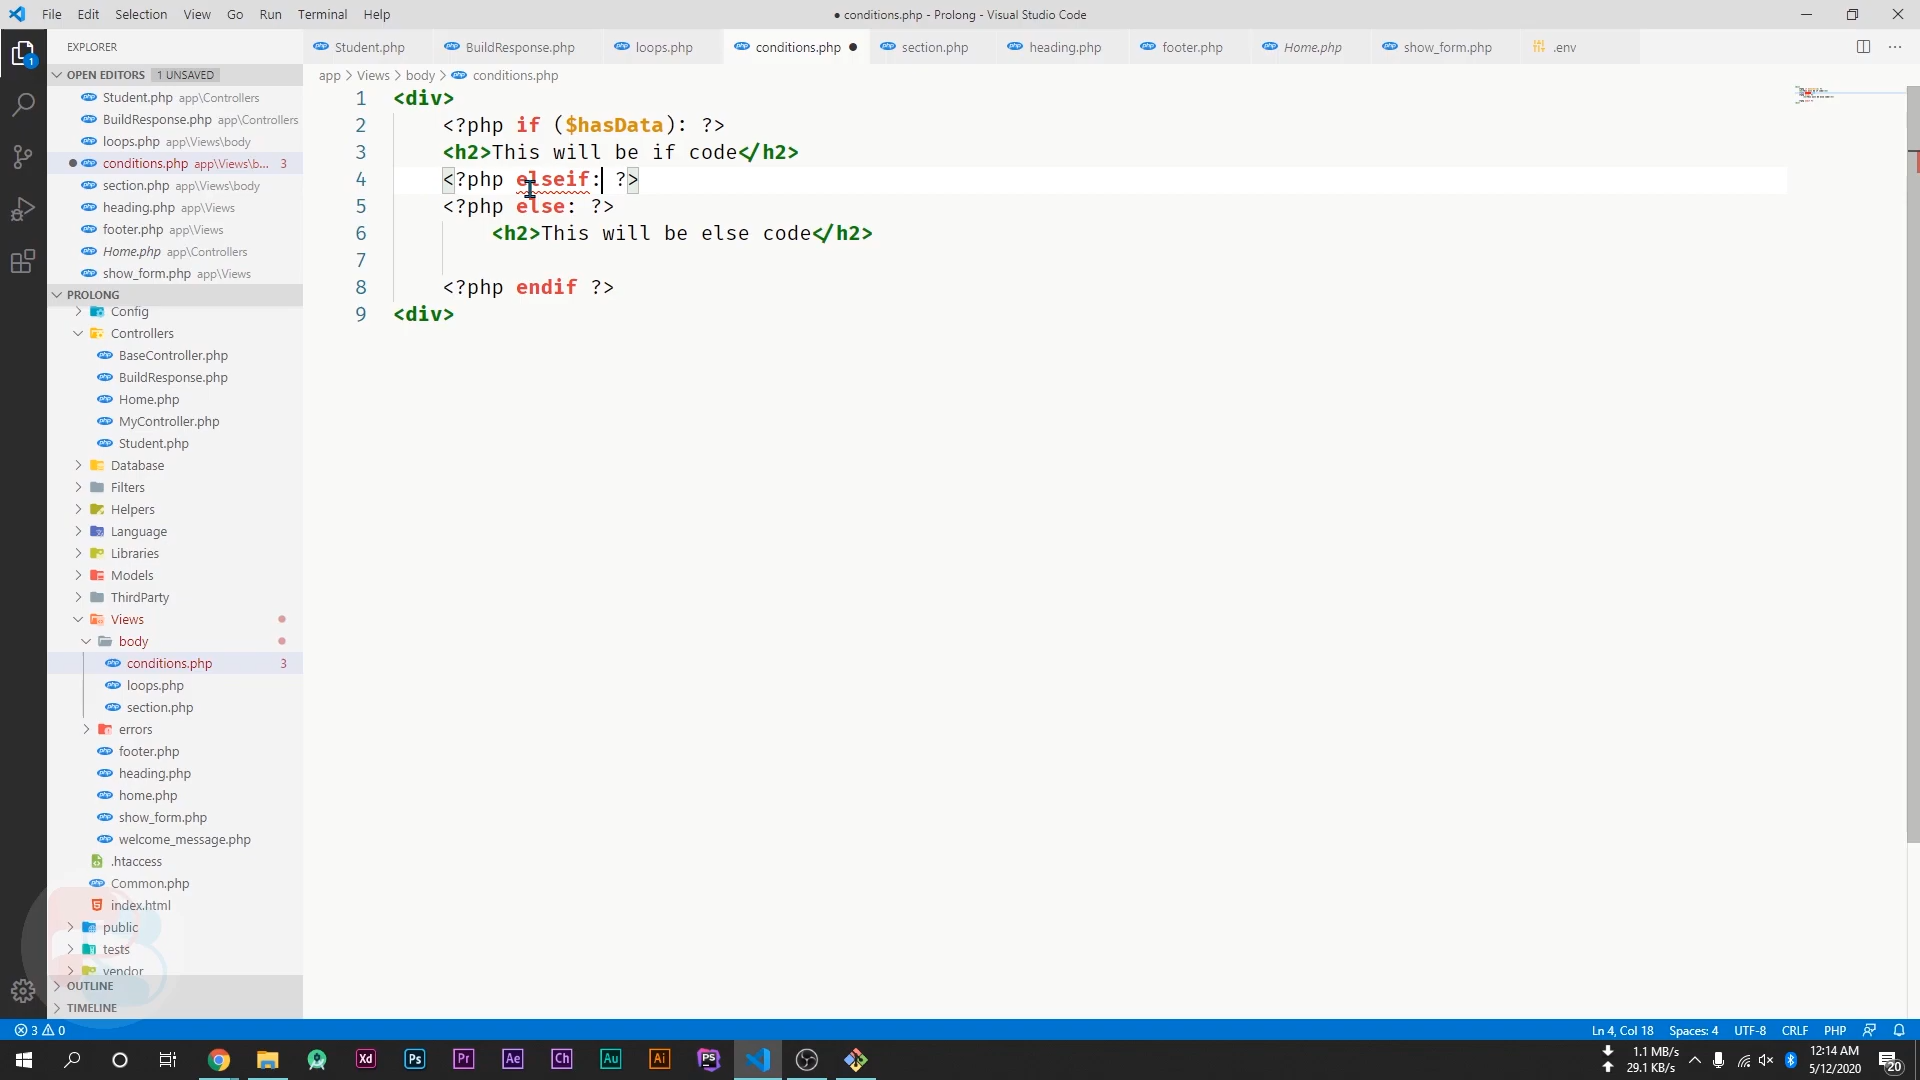 File Edit Selection View Go Run Terminal Help
● conditions.php - Prolong - Visual Studio Code
EXPLORER
Student.php BuildResponse.php loops.php conditions.php section.php heading.php footer.php Home.php show_form.php .env
OPEN EDITORS 1 UNSAVED
app > Views > body > conditions.php
Student.php app\Controllers
BuildResponse.php app\Controllers
loops.php app\Views\body
conditions.php app\Views\b... 3
section.php app\Views\body
heading.php app\Views
footer.php app\Views
Home.php app\Controllers
show_form.php app\Views
1 <div>
2 <?php if ($hasData): ?>
3 <h2>This will be if code</h2>
4 <?php elseif: ?>
5 <?php else: ?>
6 <h2>This will be else code</h2>
7
8 <?php endif ?>
9 <div>
PROLONG
Config
Controllers
BaseController.php
BuildResponse.php
Home.php
MyController.php
Student.php
Database
Filters
Helpers
Language
Libraries
Models
ThirdParty
Views
body
conditions.php 3
loops.php
section.php
errors
footer.php
heading.php
home.php
show_form.php
welcome_message.php
.htaccess
Common.php
index.html
public
tests
vendor
OUTLINE
TIMELINE
1
3 0
Ln 4, Col 18 Spaces: 4 UTF-8 CRLF PHP
Xd Ps Pr Ae Ch Au Ai PS
1.1 MB/s
29.1 KB/s
12:14 AM
5/12/2020
20